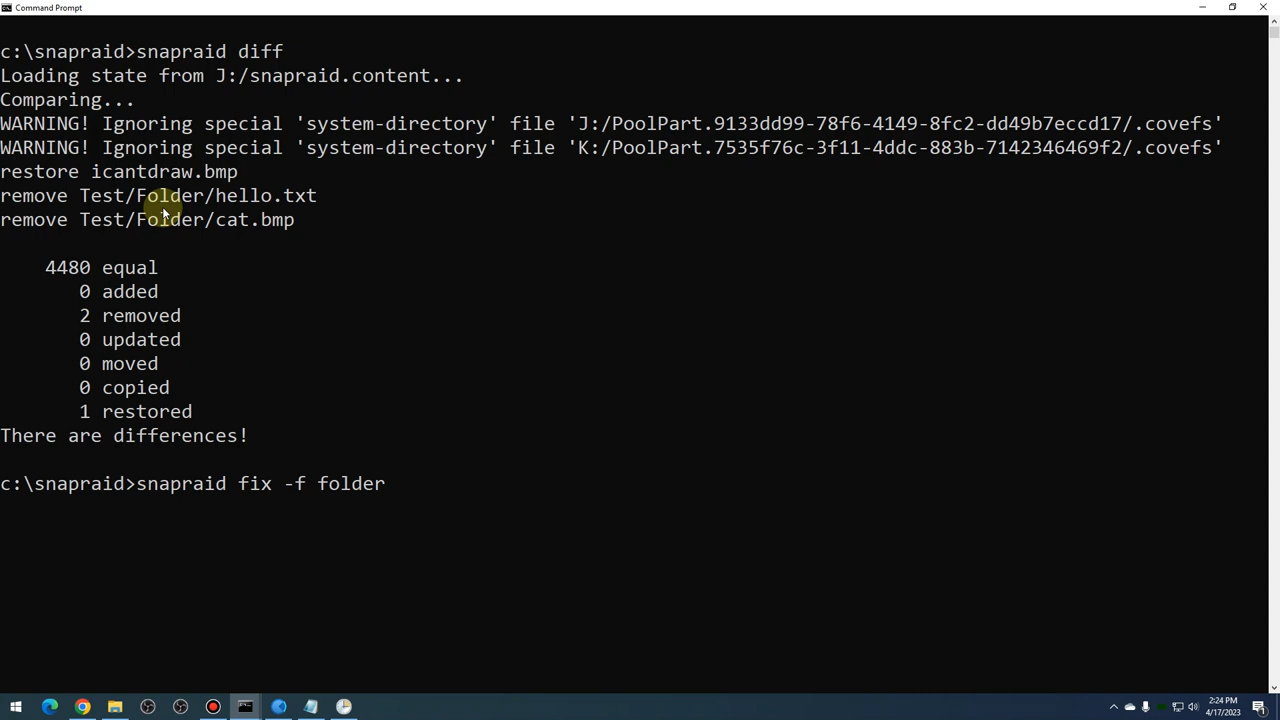 Command Prompt
c:\snapraid>snapraid diff
Loading state from J:/snapraid.content...
Comparing...
WARNING! Ignoring special 'system-directory' file 'J:/PoolPart.9133dd99-78f6-4149-8fc2-dd49b7eccd17/.covefs'
WARNING! Ignoring special 'system-directory' file 'K:/PoolPart.7535f76c-3f11-4ddc-883b-7142346469f2/.covefs'
restore icantdraw.bmp
remove Test/Folder/hello.txt
remove Test/Folder/cat.bmp
4480 equal
0 added
2 removed
0 updated
0 moved
0 copied
1 restored
There are differences!
c:\snapraid>snapraid fix -f folder
2:24 PM
4/17/2023